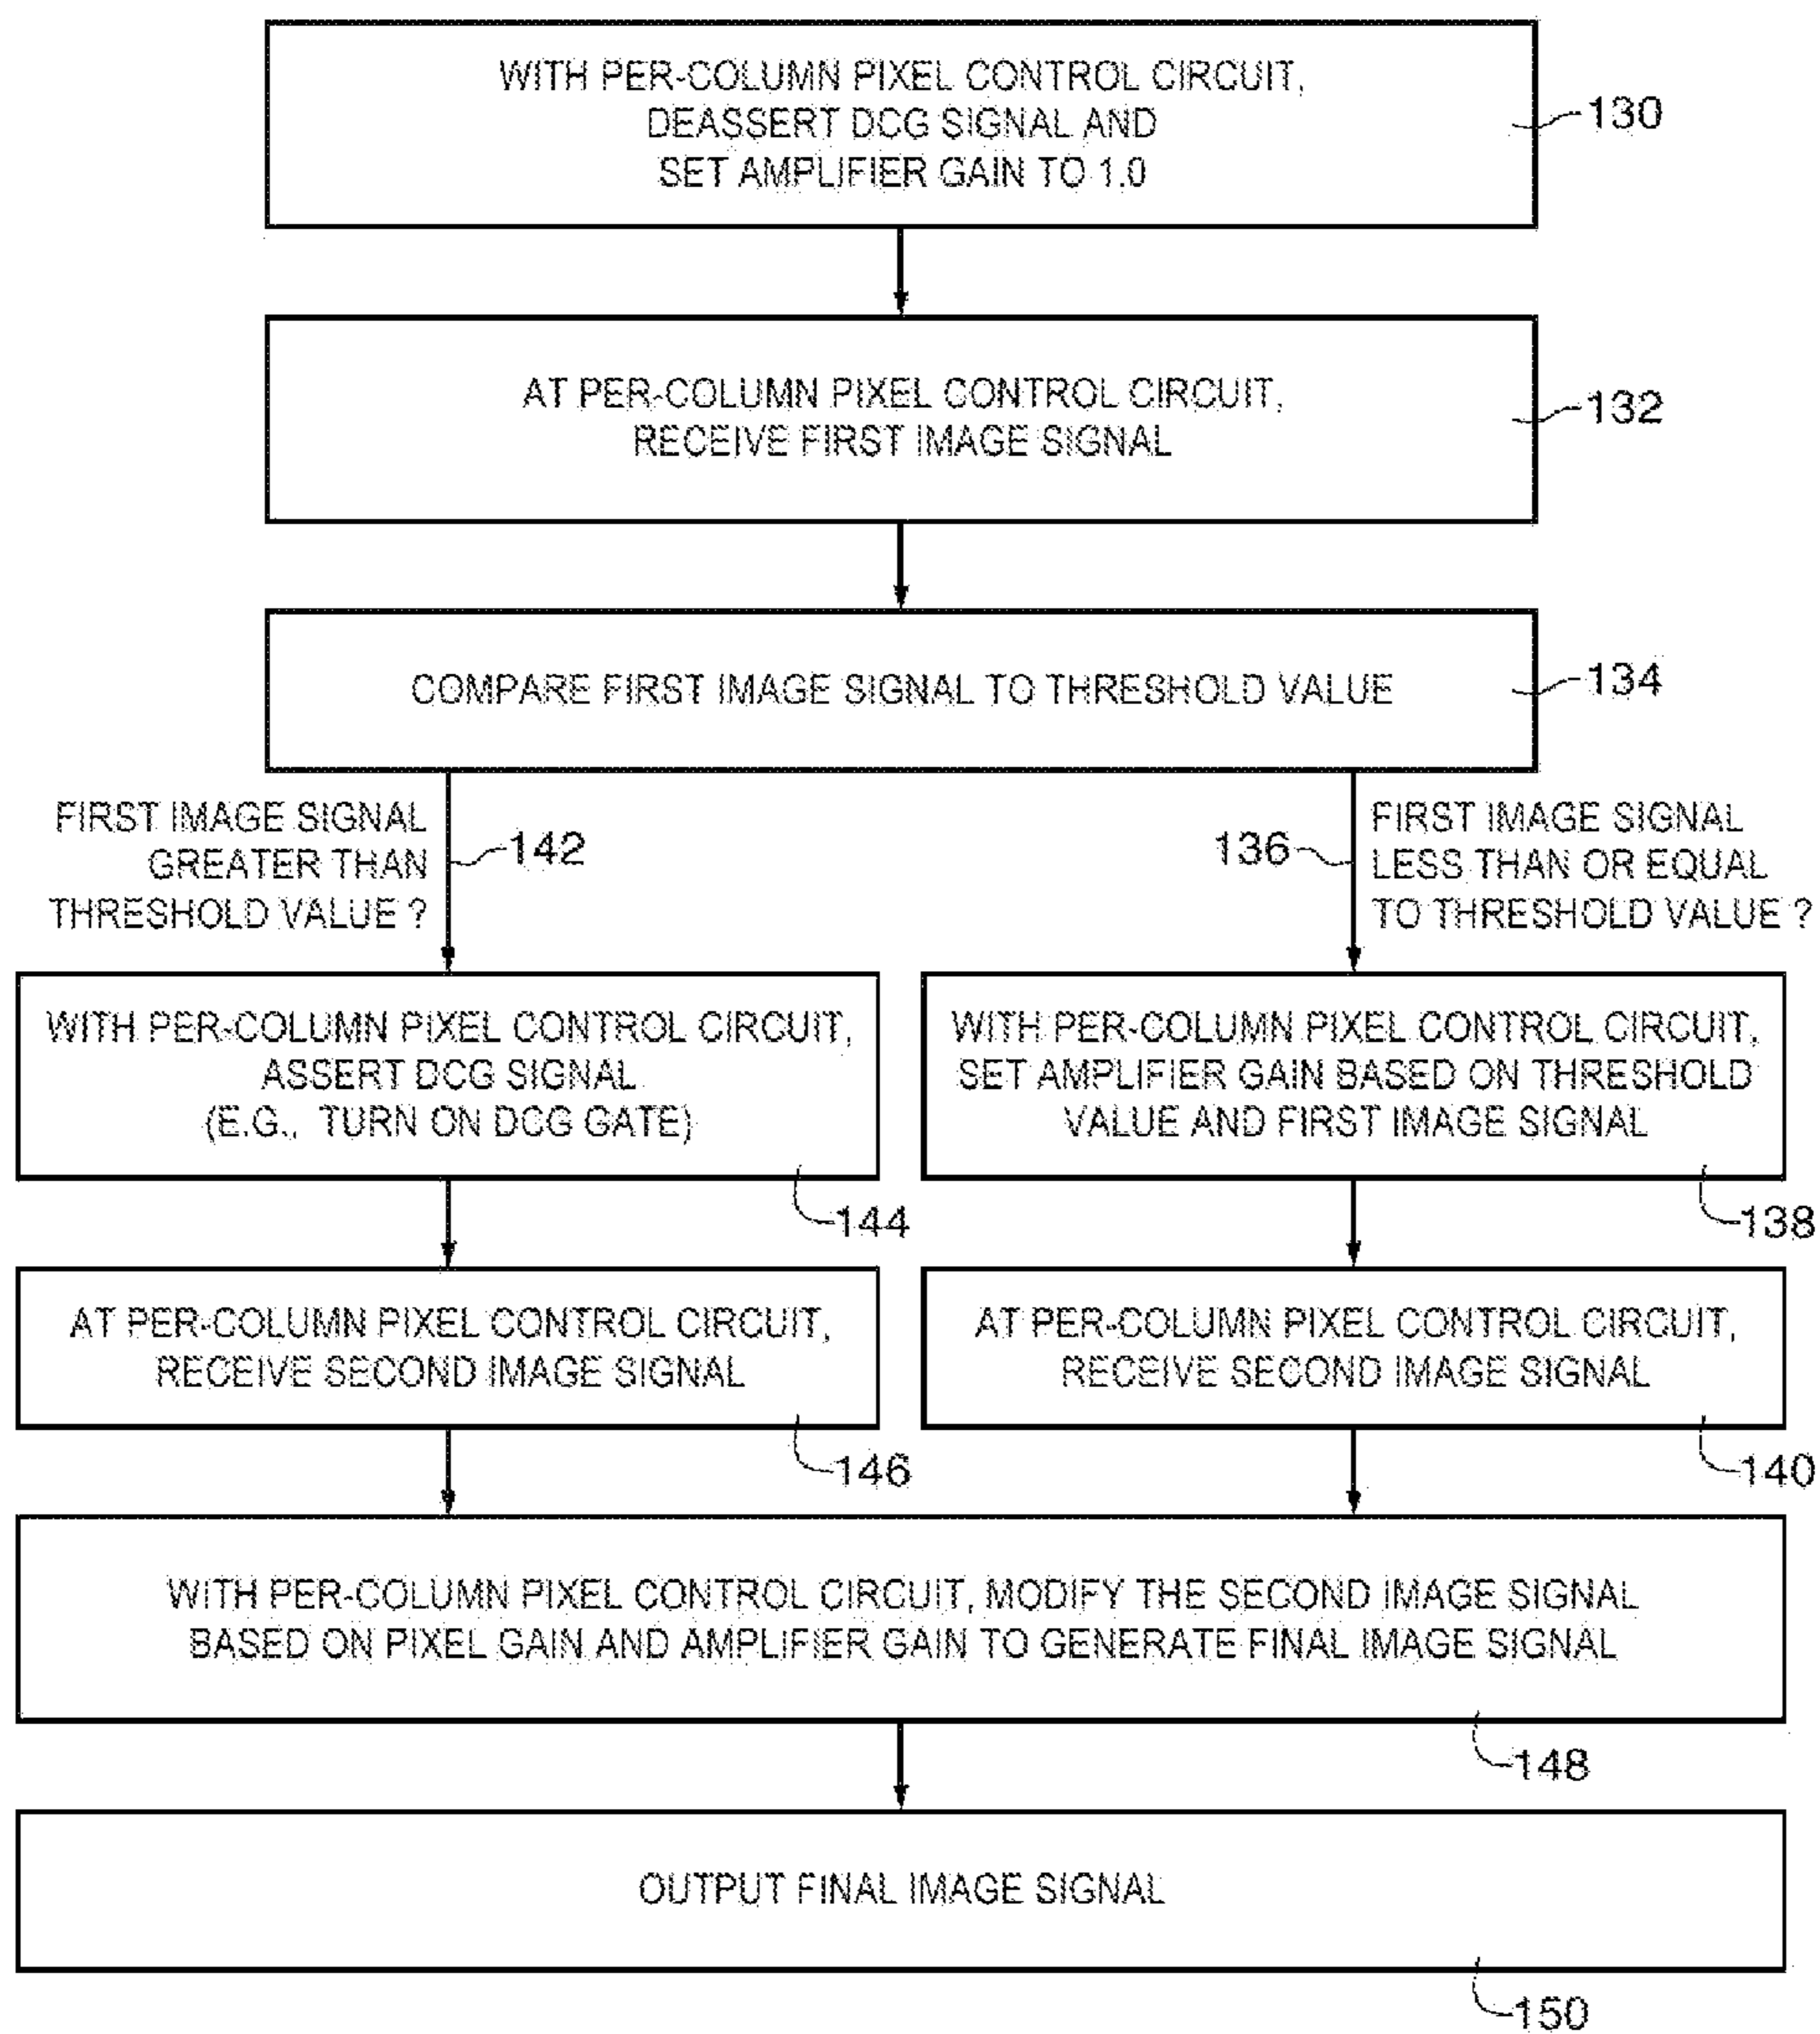 WITH PER-COLUMN PIXEL CONTROL CIRCUIT,
DEASSERT DCG SIGNAL AND
SET AMPLIFIER GAIN TO 1.0
130
AT PER-COLUMN PIXEL CONTROL CIRCUIT,
RECEIVE FIRST IMAGE SIGNAL
132
COMPARE FIRST IMAGE SIGNAL TO THRESHOLD VALUE
134
FIRST IMAGE SIGNAL
GREATER THAN
THRESHOLD VALUE ?
142
136
FIRST IMAGE SIGNAL
LESS THAN OR EQUAL
TO THRESHOLD VALUE ?
WITH PER-COLUMN PIXEL CONTROL CIRCUIT,
ASSERT DCG SIGNAL
(E.G., TURN ON DCG GATE)
144
WITH PER-COLUMN PIXEL CONTROL CIRCUIT,
SET AMPLIFIER GAIN BASED ON THRESHOLD
VALUE AND FIRST IMAGE SIGNAL
138
AT PER-COLUMN PIXEL CONTROL CIRCUIT,
RECEIVE SECOND IMAGE SIGNAL
146
AT PER-COLUMN PIXEL CONTROL CIRCUIT,
RECEIVE SECOND IMAGE SIGNAL
140
WITH PER-COLUMN PIXEL CONTROL CIRCUIT, MODIFY THE SECOND IMAGE SIGNAL
BASED ON PIXEL GAIN AND AMPLIFIER GAIN TO GENERATE FINAL IMAGE SIGNAL
148
OUTPUT FINAL IMAGE SIGNAL
150